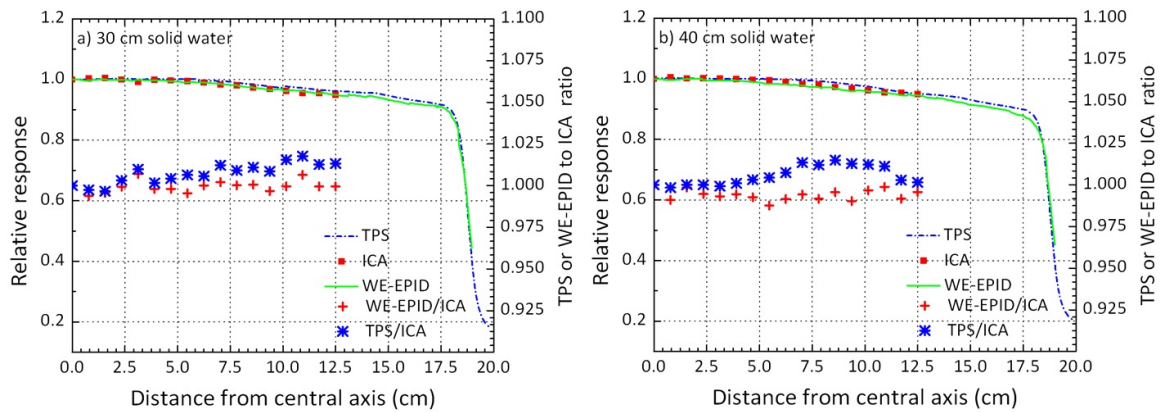 a) 30 cm solid water
Relative response
1.2
1.0
0.8
0.6
0.4
0.2
1.100
1.075
1.050
1.025
1.000
0.975
0.950
0.925
TPS or WE-EPID to ICA ratio
TPS
ICA
WE-EPID
WE-EPID/ICA
TPS/ICA
0.0 2.5 5.0 7.5 10.0 12.5 15.0 17.5 20.0
Distance from central axis (cm)
b) 40 cm solid water
Relative response
1.2
1.0
0.8
0.6
0.4
0.2
1.100
1.075
1.050
1.025
1.000
0.975
0.950
0.925
TPS or WE-EPID to ICA ratio
TPS
ICA
WE-EPID
WE-EPID/ICA
TPS/ICA
0.0 2.5 5.0 7.5 10.0 12.5 15.0 17.5 20.0
Distance from central axis (cm)